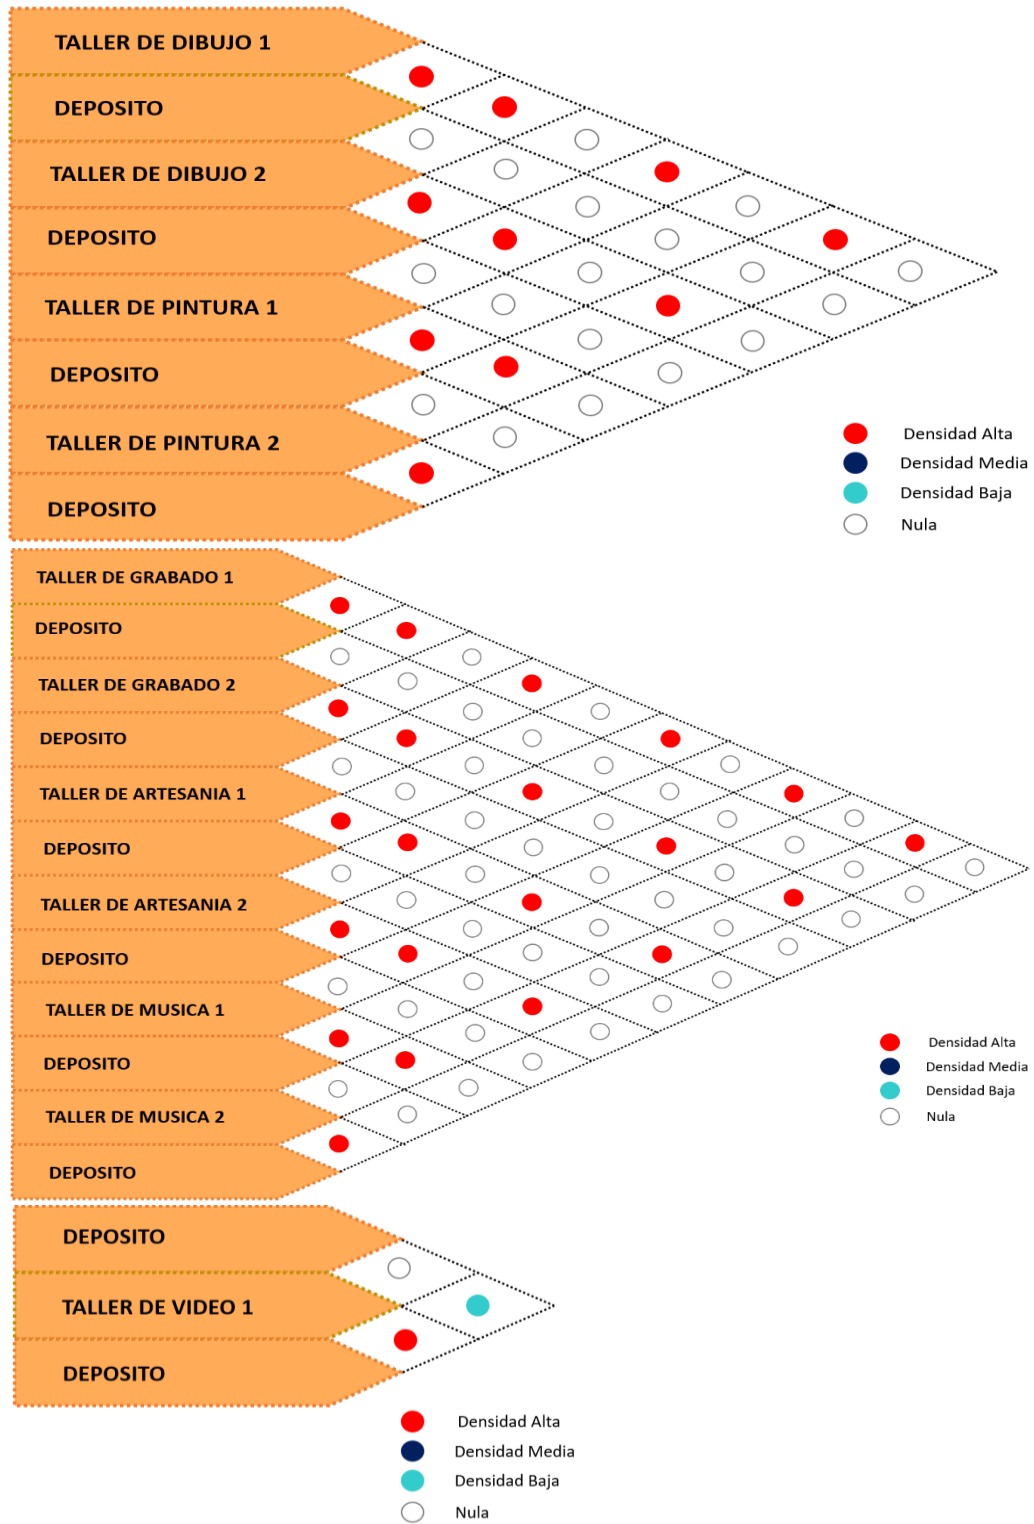 TALLER DE DIBUJO 1
DEPOSITO
TALLER DE DIBUJO 2
DEPOSITO
TALLER DE PINTURA 1
DEPOSITO
TALLER DE PINTURA 2
DEPOSITO
Densidad Alta
Densidad Media
Densidad Baja
Nula
TALLER DE GRABADO 1
DEPOSITO
TALLER DE GRABADO 2
DEPOSITO
TALLER DE ARTESANIA 1
DEPOSITO
TALLER DE ARTESANIA 2
DEPOSITO
TALLER DE MUSICA 1
DEPOSITO
TALLER DE MUSICA 2
DEPOSITO
Densidad Alta
Densidad Media
Densidad Baja
Nula
DEPOSITO
TALLER DE VIDEO 1
DEPOSITO
Densidad Alta
Densidad Media
Densidad Baja
Nula